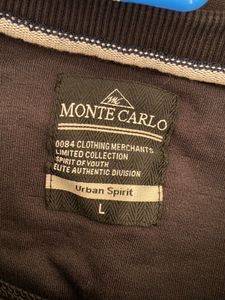 MONTE CARLO
0084 CLOTHING MERCHANTS
LIMITED COLLECTION
SPIRIT OF YOUTH
ELITE AUTHENTIC DIVISION
Urban Spirit
L